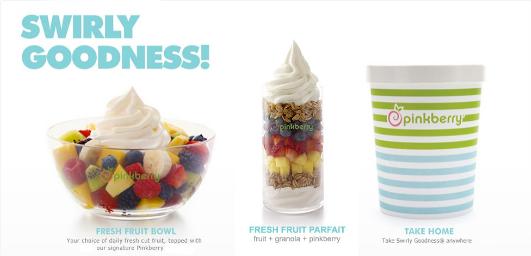 SWIRLY
GOODNESS!
pinkberry
pinkberry
pinkberry
FRESH FRUIT BOWL
Your choice of daily fresh cut fruit, topped with
our signature Pinkberry
FRESH FRUIT PARFAIT
fruit + granola + pinkberry
TAKE HOME
Take Swirly Goodness® anywhere